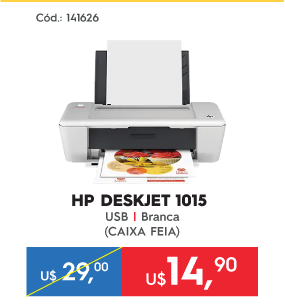 Cód.: 141626
HP DESKJET 1015
USB | Branca
(CAIXA FEIA)
U$ 29,00
U$ 14,90